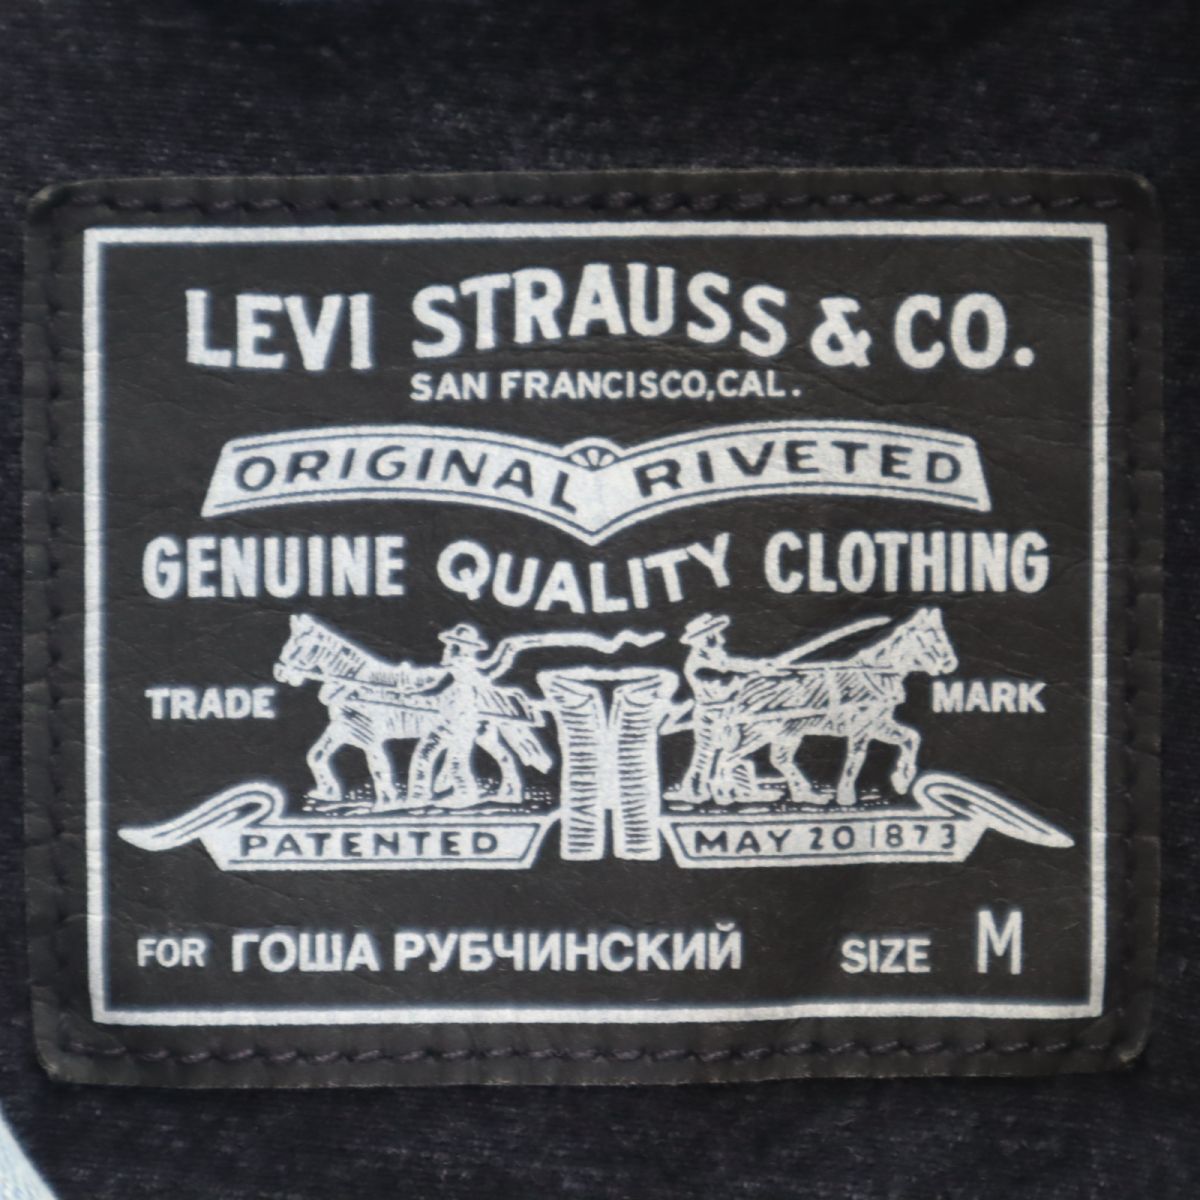 LEVI STRAUSS & CO.
SAN FRANCISCO, CAL.
ORIGINAL RIVETED
GENUINE QUALITY CLOTHING
TRADE MARK
PATENTED MAY 20 1873
FOR ГОША РУБЧИНСКИЙ SIZE M